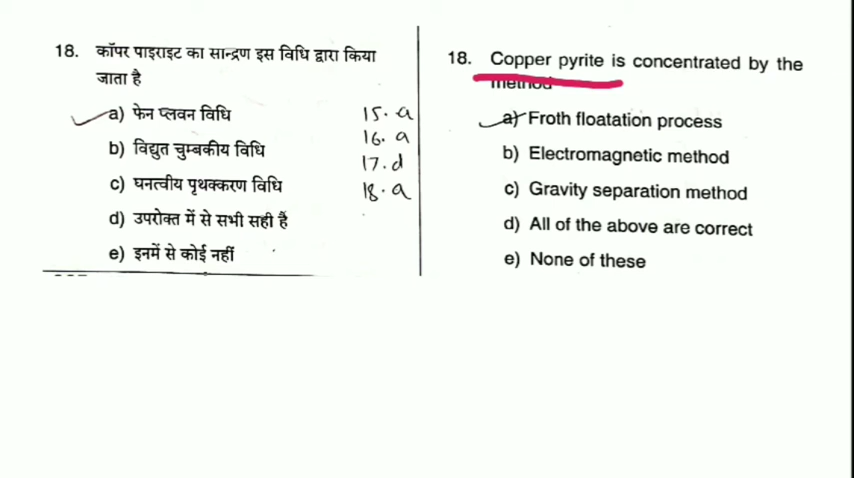 18. कॉपर पाइराइट का सान्द्रण इस विधि द्वारा किया
जाता है
a) फेन प्लवन विधि
b) विद्युत चुम्बकीय विधि
c) घनत्वीय पृथक्करण विधि
d) उपरोक्त में से सभी सही हैं
e) इनमें से कोई नहीं
15. a
16. a
17. d
18. a
18. Copper pyrite is concentrated by the
method
a) Froth floatation process
b) Electromagnetic method
c) Gravity separation method
d) All of the above are correct
e) None of these